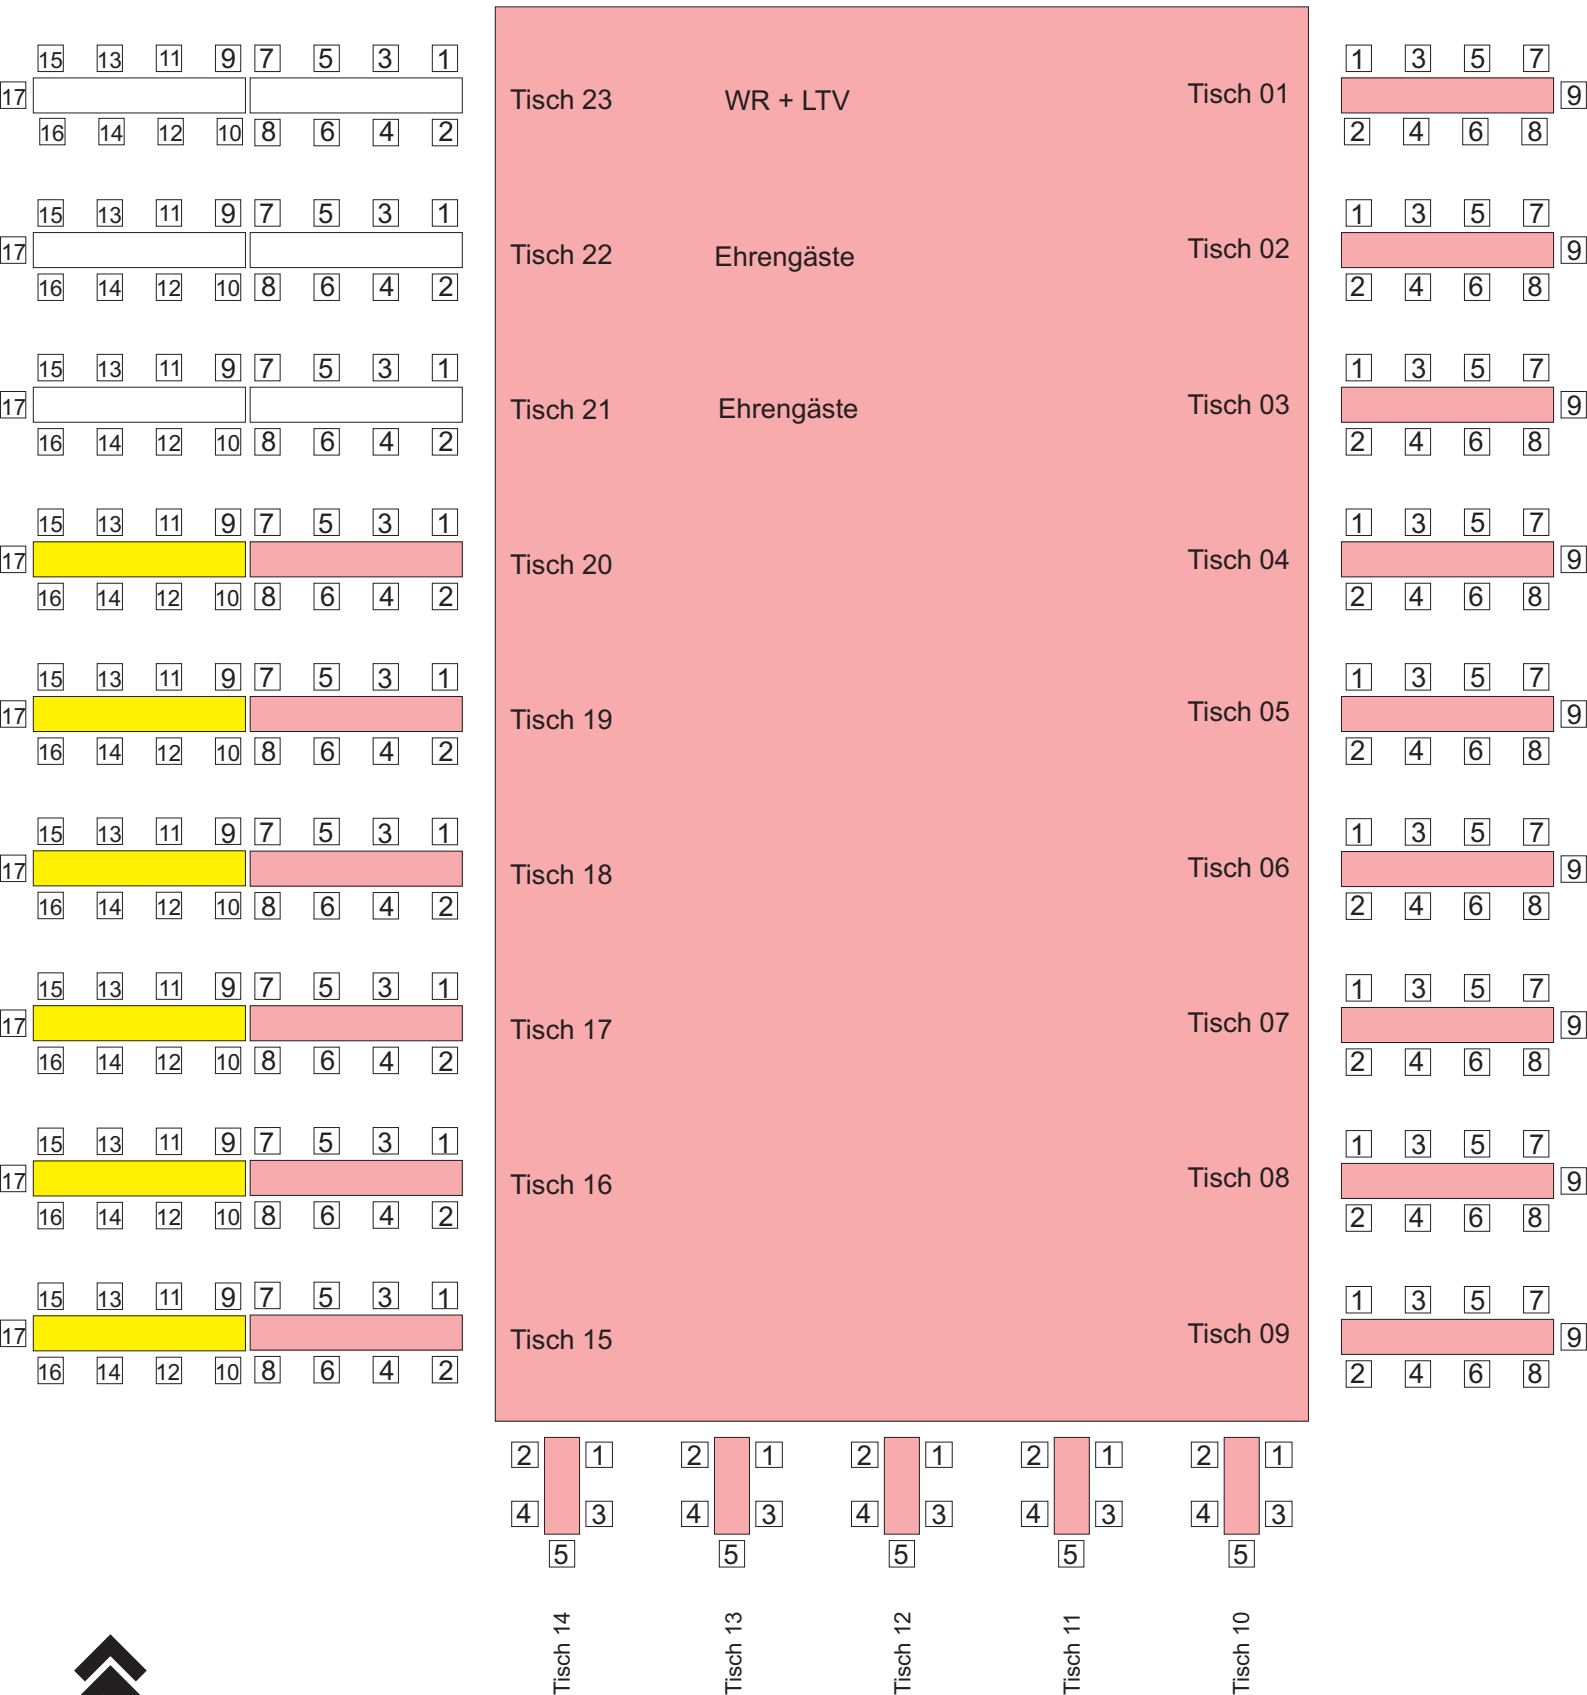 15 13 11 9 7 5 3 1
17 Tisch 23 WR + LTV Tisch 01
16 14 12 10 8 6 4 2
1 3 5 7
9
2 4 6 8
15 13 11 9 7 5 3 1
17 Tisch 22 Ehrengäste Tisch 02
16 14 12 10 8 6 4 2
1 3 5 7
9
2 4 6 8
15 13 11 9 7 5 3 1
17 Tisch 21 Ehrengäste Tisch 03
16 14 12 10 8 6 4 2
1 3 5 7
9
2 4 6 8
15 13 11 9 7 5 3 1
17 Tisch 20 Tisch 04
16 14 12 10 8 6 4 2
1 3 5 7
9
2 4 6 8
15 13 11 9 7 5 3 1
17 Tisch 19 Tisch 05
16 14 12 10 8 6 4 2
1 3 5 7
9
2 4 6 8
15 13 11 9 7 5 3 1
17 Tisch 18 Tisch 06
16 14 12 10 8 6 4 2
1 3 5 7
9
2 4 6 8
15 13 11 9 7 5 3 1
17 Tisch 17 Tisch 07
16 14 12 10 8 6 4 2
1 3 5 7
9
2 4 6 8
15 13 11 9 7 5 3 1
17 Tisch 16 Tisch 08
16 14 12 10 8 6 4 2
1 3 5 7
9
2 4 6 8
15 13 11 9 7 5 3 1
17 Tisch 15 Tisch 09
16 14 12 10 8 6 4 2
1 3 5 7
9
2 4 6 8
2 1 2 1 2 1 2 1 2 1
4 3 4 3 4 3 4 3 4 3
5 5 5 5 5
Tisch 14
Tisch 13
Tisch 12
Tisch 11
Tisch 10